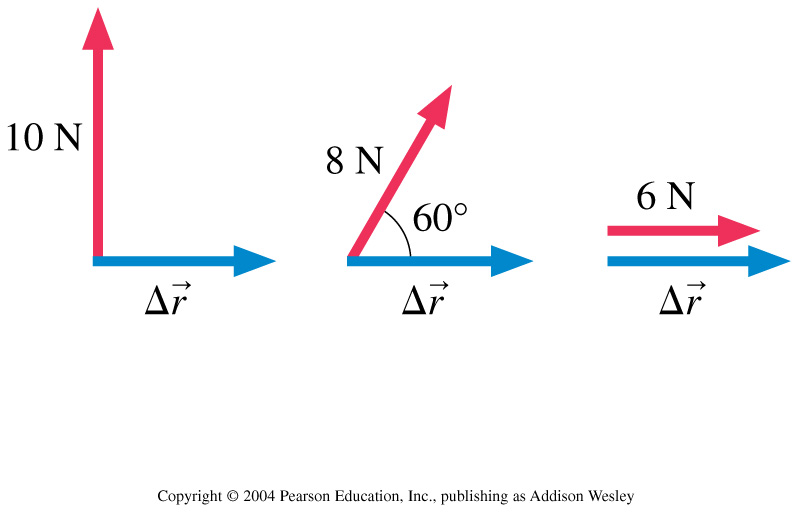 10 N
8 N
60°
6 N
Δr⃗
Δr⃗
Δr⃗
Copyright © 2004 Pearson Education, Inc., publishing as Addison Wesley